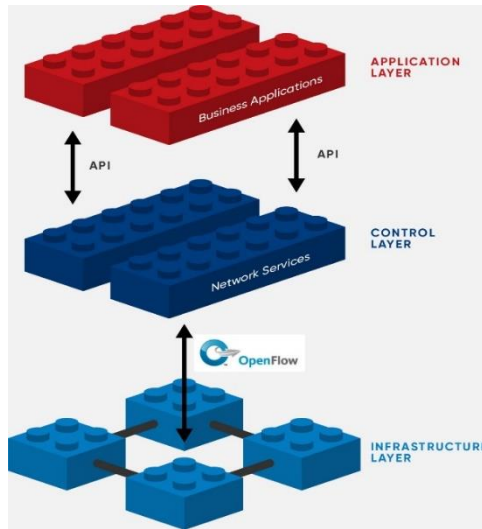 APPLICATION
LAYER
Business Applications
API
API
CONTROL
LAYER
Network Services
OpenFlow
INFRASTRUCTURE
LAYER